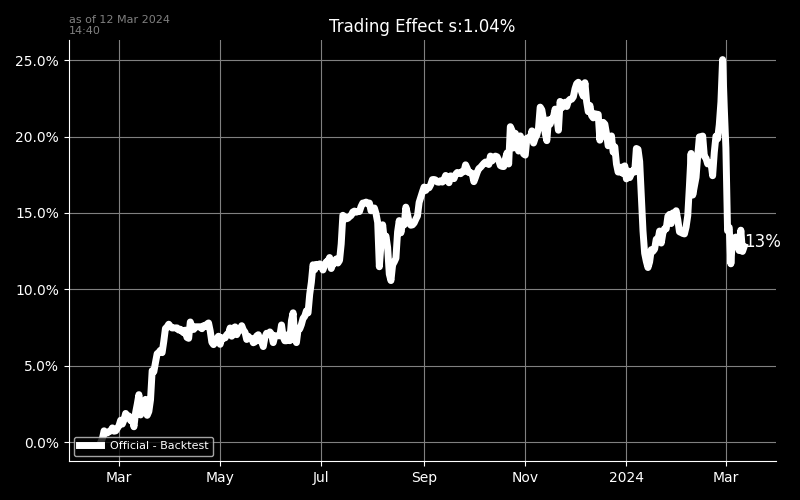 as of 12 Mar 2024
14:40
Trading Effect s:1.04%
25.0%
20.0%
15.0%
10.0%
5.0%
0.0%
13%
Official - Backtest
Mar May Jul Sep Nov 2024 Mar